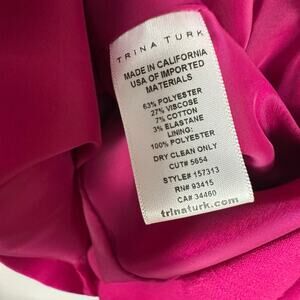 TRINA TURK
MADE IN CALIFORNIA
USA OF IMPORTED
MATERIALS
63% POLYESTER
27% VISCOSE
7% COTTON
3% ELASTANE
LINING:
100% POLYESTER
DRY CLEAN ONLY
CUT# 5654
STYLE# 157313
RN# 93415
CA# 34460
trinaturk.com